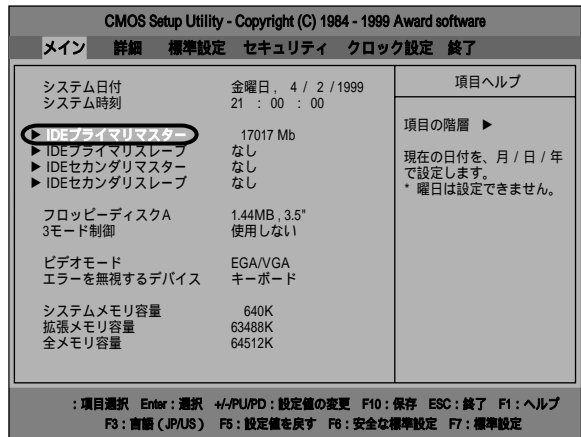 CMOS Setup Utility - Copyright (C) 1984 - 1999 Award software
メイン 詳細 標準設定 セキュリティ クロック設定 終了
システム日付 金曜日, 4 / 2 / 1999
システム時刻 21 : 00 : 00
▶ IDEプライマリマスター 17017 Mb
▶ IDEプライマリスレーブ なし
▶ IDEセカンダリマスター なし
▶ IDEセカンダリスレーブ なし
フロッピーディスクA 1.44MB , 3.5"
3モード制御 使用しない
ビデオモード EGA/VGA
エラーを無視するデバイス キーボード
システムメモリ容量 640K
拡張メモリ容量 63488K
全メモリ容量 64512K
項目ヘルプ
項目の階層 ▶
現在の日付を、月 / 日 / 年
で設定します。
* 曜日は設定できません。
: 項目選択 Enter : 選択 +/-/PU/PD : 設定値の変更 F10 : 保存 ESC : 終了 F1 : ヘルプ
F3 : 言語 ( JP/US ) F5 : 設定値を戻す F6 : 安全な標準設定 F7 : 標準設定